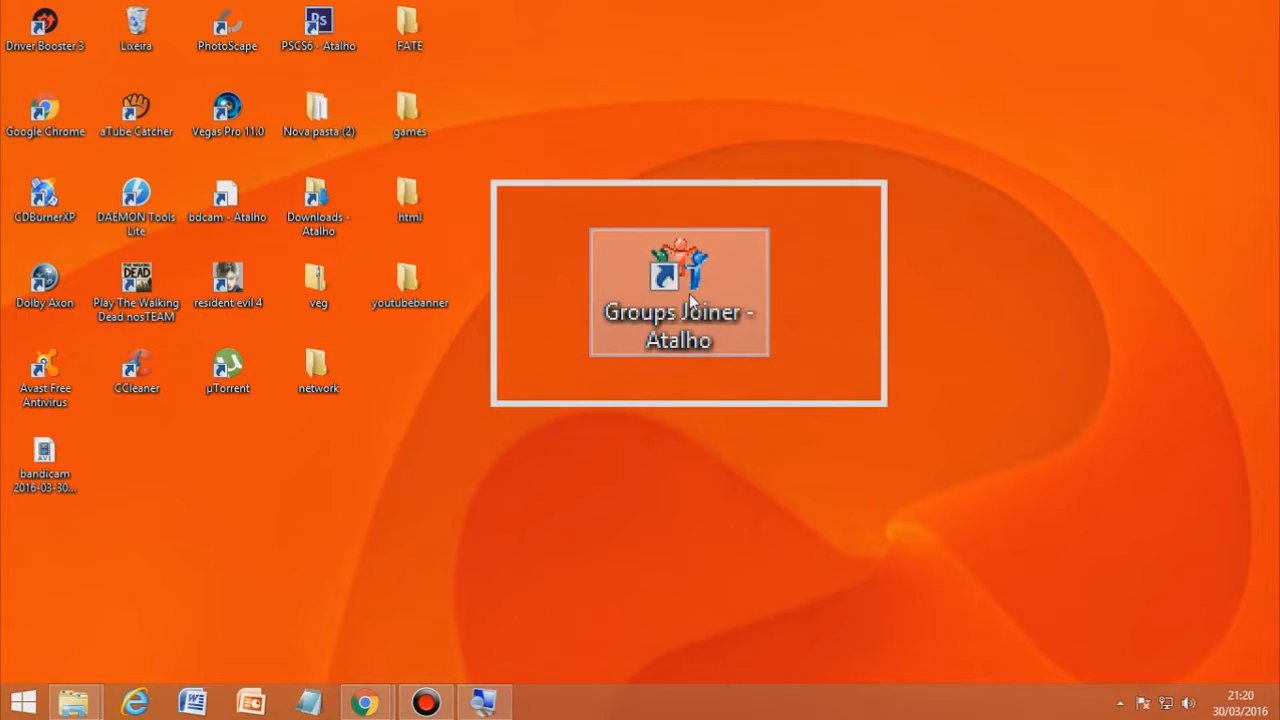 Driver Booster 3
Lixeira
PhotoScape
Ps
PSCS6 - Atalho
FATE
Google Chrome
aTube Catcher
Vegas Pro 11.0
Nova pasta (2)
games
CDBurnerXP
DAEMON Tools
Lite
bdcam - Atalho
Downloads -
Atalho
html
Dolby Axon
DEAD
Play The Walking
Dead nosTEAM
resident evil 4
veg
youtubebanner
Avast Free
Antivirus
CCleaner
µTorrent
network
AVI
bandicam
2016-03-30...
Groups Joiner -
Atalho
21:20
30/03/2016